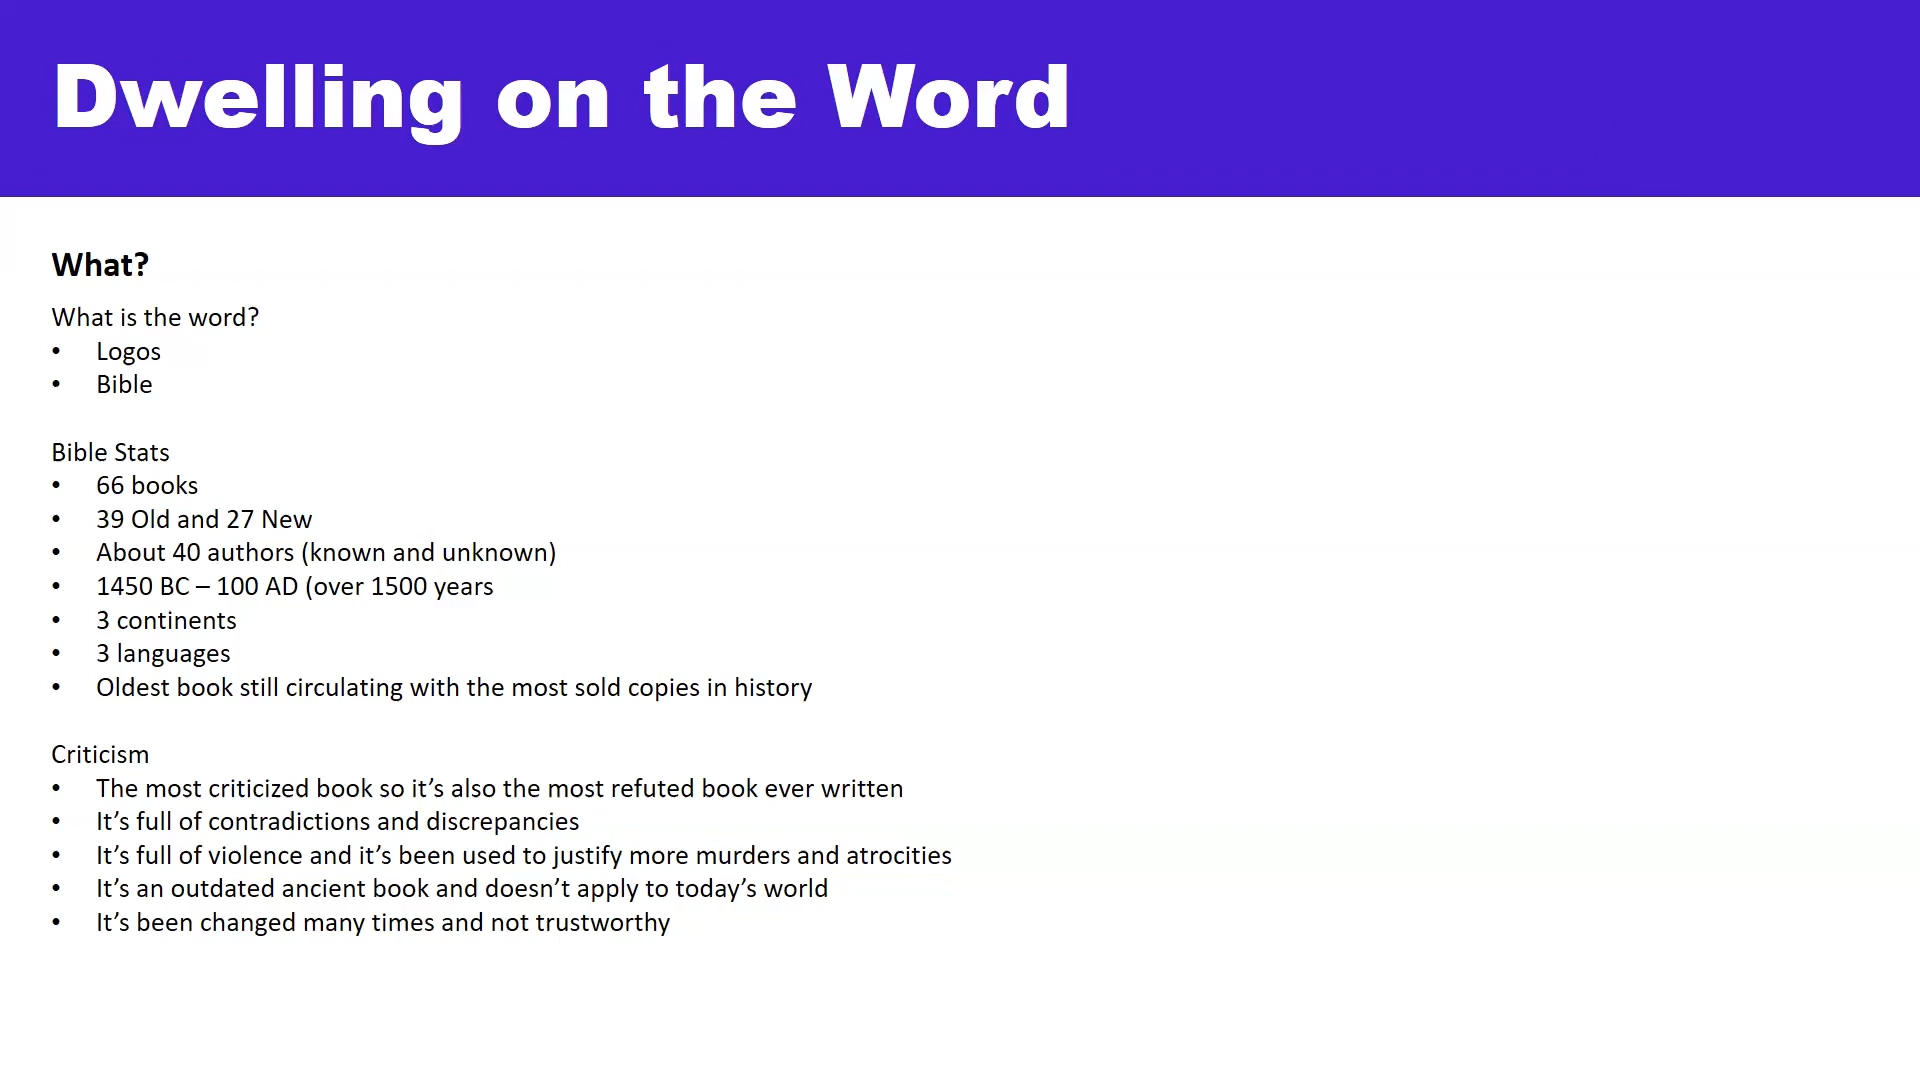 Dwelling on the Word
What?
What is the word?
• Logos
• Bible
Bible Stats
• 66 books
• 39 Old and 27 New
• About 40 authors (known and unknown)
• 1450 BC – 100 AD (over 1500 years
• 3 continents
• 3 languages
• Oldest book still circulating with the most sold copies in history
Criticism
• The most criticized book so it’s also the most refuted book ever written
• It’s full of contradictions and discrepancies
• It’s full of violence and it’s been used to justify more murders and atrocities
• It’s an outdated ancient book and doesn’t apply to today’s world
• It’s been changed many times and not trustworthy